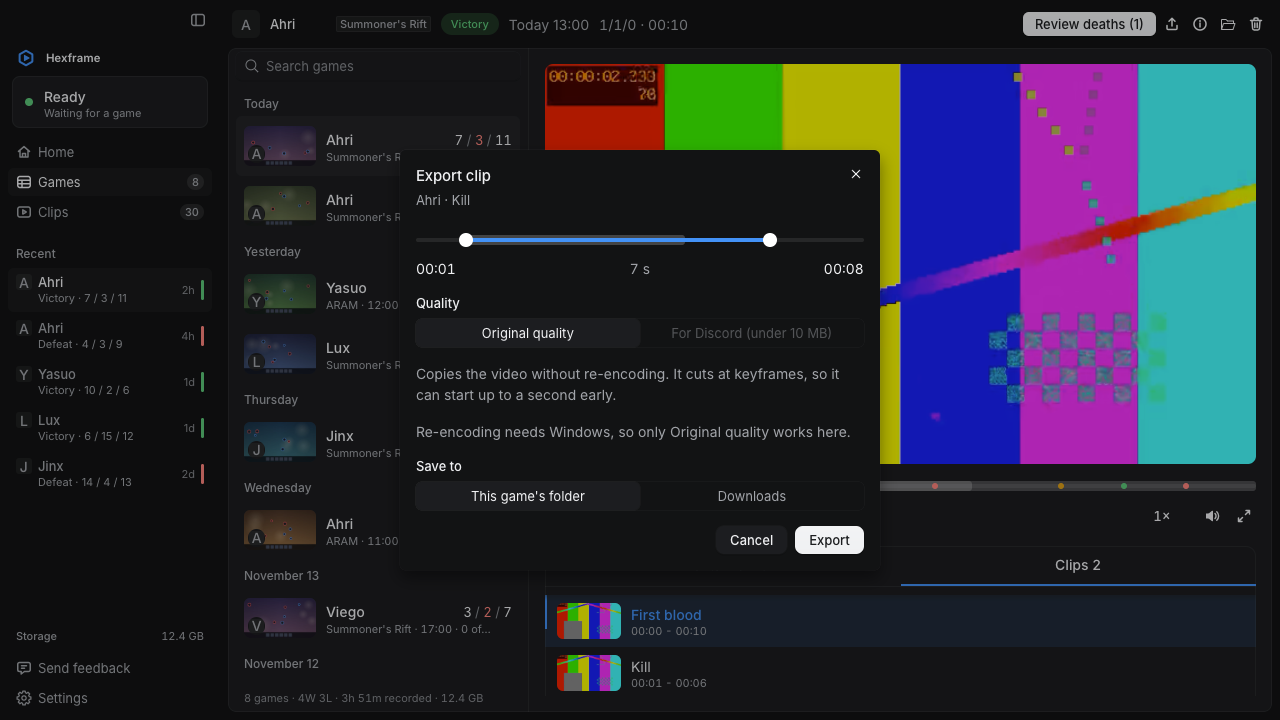 A Ahri Summoner's Rift Victory Today 13:00 1/1/0 · 00:10 Review deaths (1)
Hexframe
Ready
Waiting for a game
Home
Games 8
Clips 30
Recent
A Ahri 2h
Victory · 7 / 3 / 11
A Ahri 4h
Defeat · 4 / 3 / 9
Y Yasuo 1d
Victory · 10 / 2 / 6
L Lux 1d
Victory · 6 / 15 / 12
J Jinx 2d
Defeat · 14 / 4 / 13
Storage 12.4 GB
Send feedback
Settings
Search games
Today
A Ahri 7 / 3 / 11
Summoner's R
A Ahri
Summoner's R
Yesterday
Y Yasuo
ARAM · 12:00
L Lux
Summoner's R
Thursday
J Jinx
Summoner's R
Wednesday
A Ahri
ARAM · 11:00
November 13
V Viego 3 / 2 / 7
Summoner's Rift · 17:00 · 0 of...
November 12
8 games · 4W 3L · 3h 51m recorded · 12.4 GB
00:00:02.333
70
Export clip
Ahri · Kill
00:01 7 s 00:08
Quality
Original quality For Discord (under 10 MB)
Copies the video without re-encoding. It cuts at keyframes, so it
can start up to a second early.
Re-encoding needs Windows, so only Original quality works here.
Save to
This game's folder Downloads
Cancel Export
1×
Clips 2
First blood
00:00 - 00:10
Kill
00:01 - 00:06